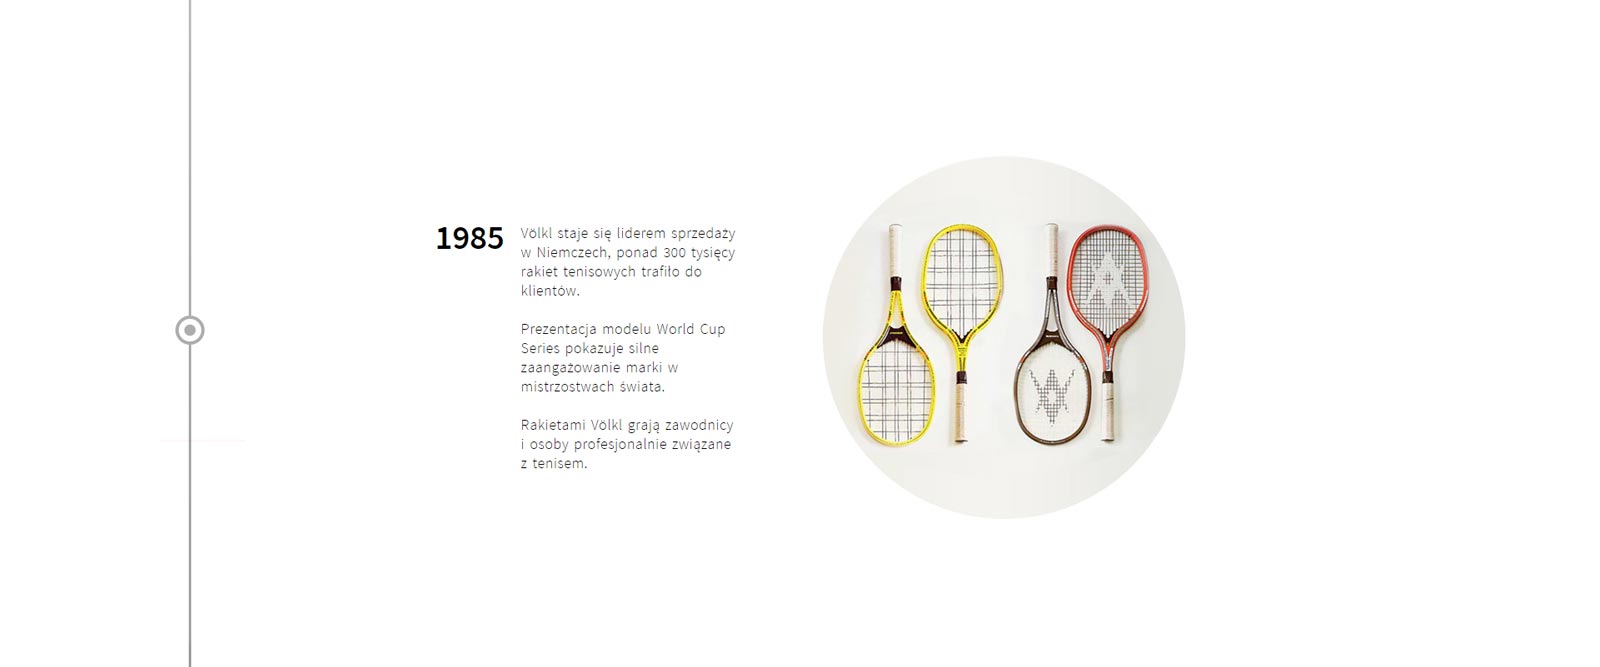 1985
Völkl staje się liderem sprzedaży
w Niemczech, ponad 300 tysięcy
rakiet tenisowych trafiło do
klientów.
Prezentacja modelu World Cup
Series pokazuje silne
zaangażowanie marki w
mistrzostwach świata.
Rakietami Völkl grają zawodnicy
i osoby profesjonalnie związane
z tenisem.